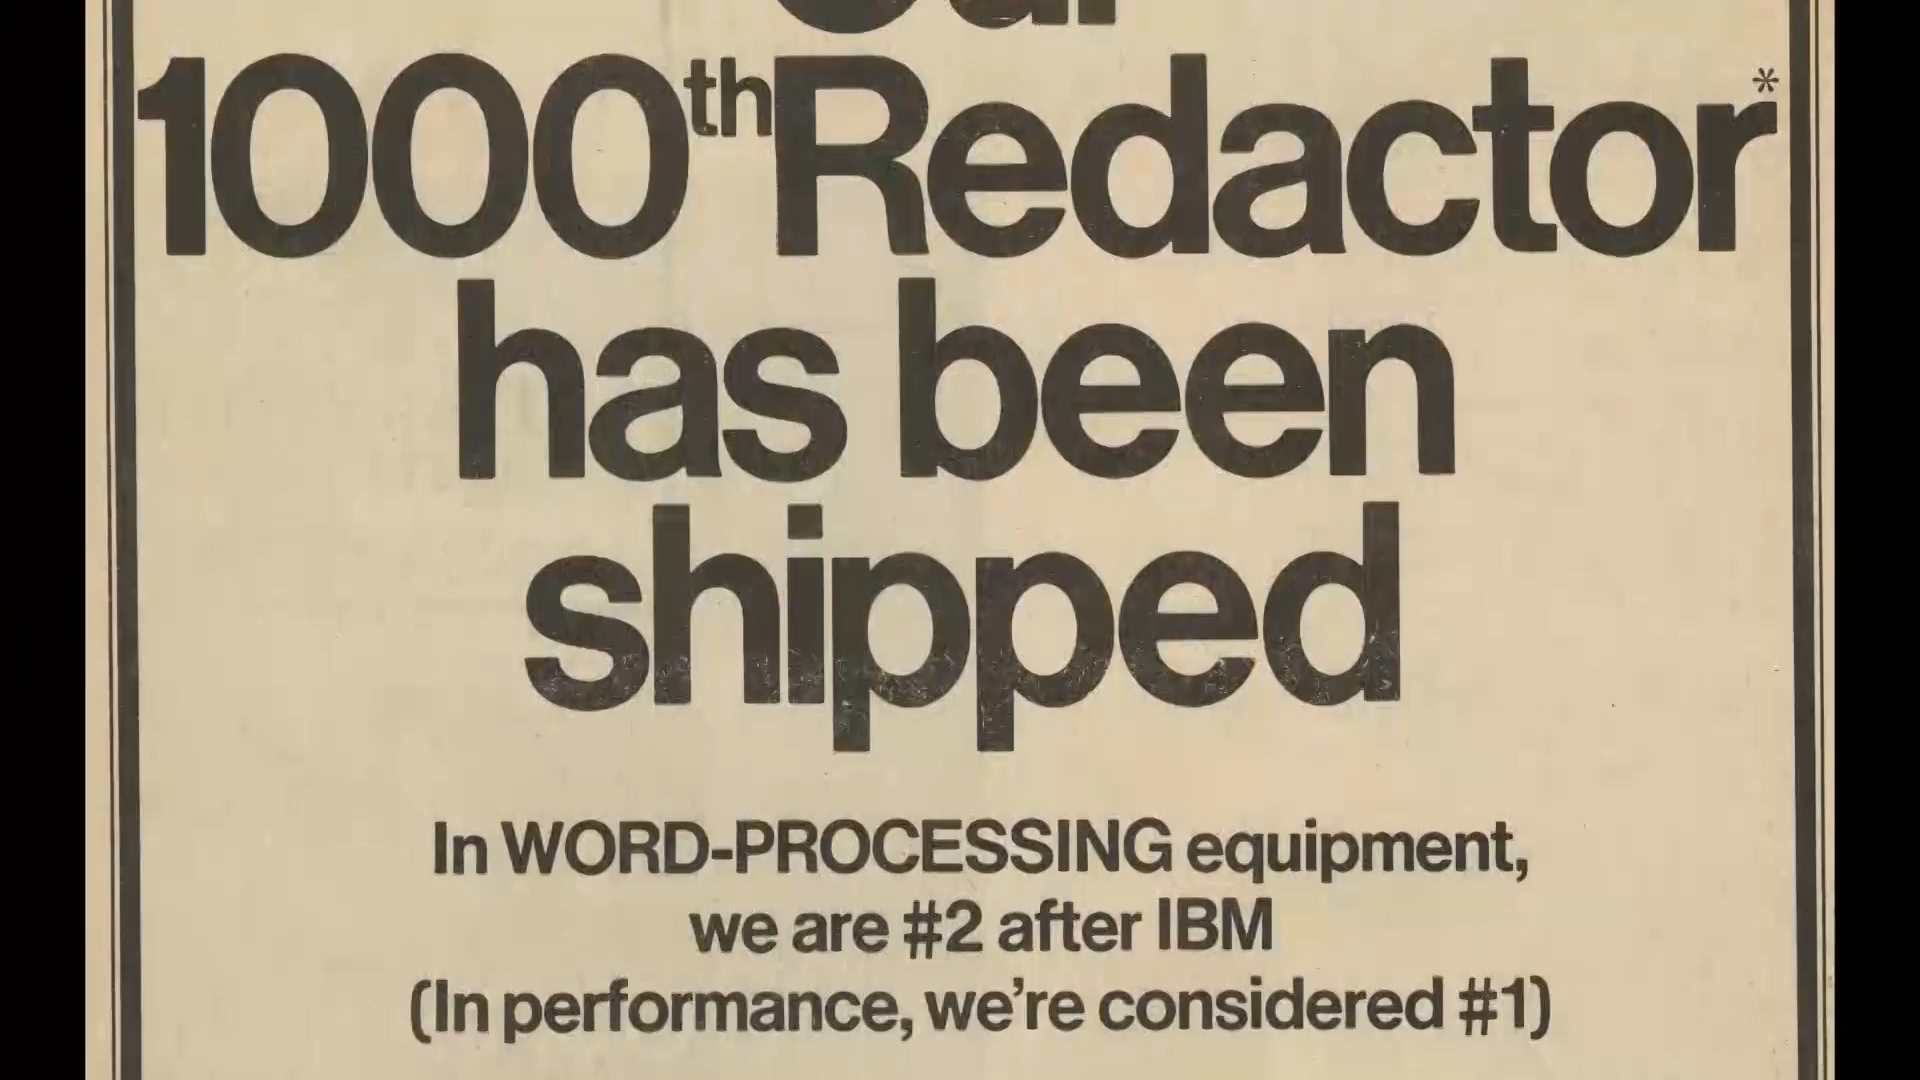 Our
1000th Redactor*
has been
shipped
In WORD-PROCESSING equipment,
we are #2 after IBM
(In performance, we're considered #1)